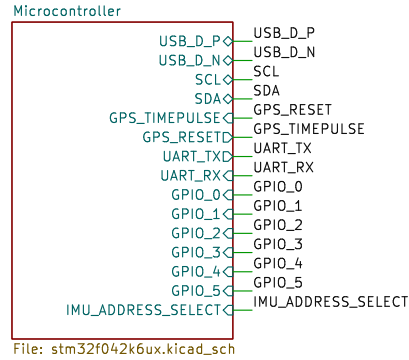 Microcontroller
USB_D_P USB_D_P
USB_D_N USB_D_N
SCL SCL
SDA SDA
GPS_TIMEPULSE GPS_RESET
GPS_RESET GPS_TIMEPULSE
UART_TX UART_TX
UART_RX UART_RX
GPIO_0 GPIO_0
GPIO_1 GPIO_1
GPIO_2 GPIO_2
GPIO_3 GPIO_3
GPIO_4 GPIO_4
GPIO_5 GPIO_5
IMU_ADDRESS_SELECT IMU_ADDRESS_SELECT
File: stm32f042k6ux.kicad_sch